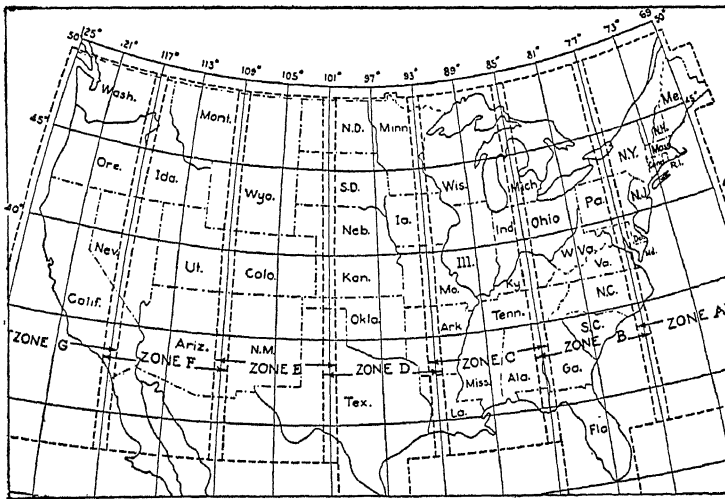 125° 121° 117° 113° 109° 105° 101° 97° 93° 89° 85° 81° 77° 73° 69°
50° 50°
Wash. Mont. N.D. Minn. Me.
45° 45°
N.H. Mass. R.I.
Ore. Ida. Wyo. S.D. Wis. Mich. N.Y.
40°
Neb. Ia. Ind. Ohio Pa. N.J.
Nev. Ut. Colo. Kan. Ill. W. Va. Va. Md.
Calif. Mo. Ky. N.C.
Okla. Ark. Tenn. S.C.
Ariz. N.M.
ZONE G ZONE F ZONE E ZONE D ZONE C ZONE B ZONE A
Tex. Miss. Ala. Ga.
La. Fla